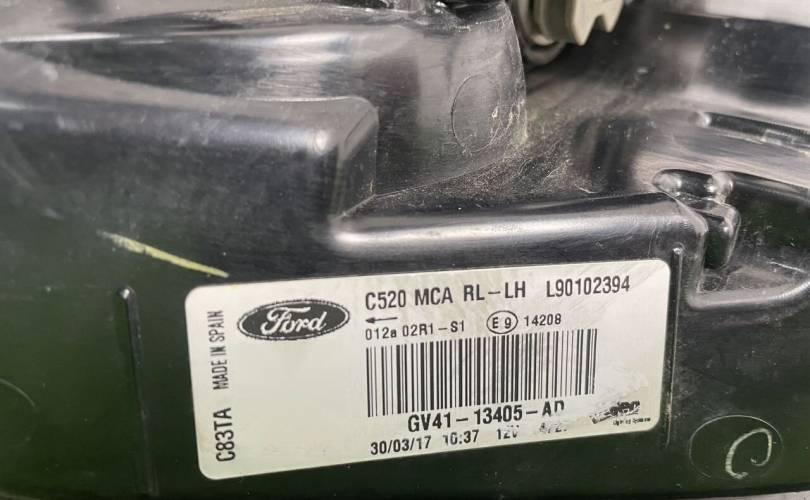 C83TA MADE IN SPAIN
Ford
C520 MCA RL-LH L90102394
012a 02R1-S1 E9 14208
GV41-13405-AD
30/03/17 10:37 12V